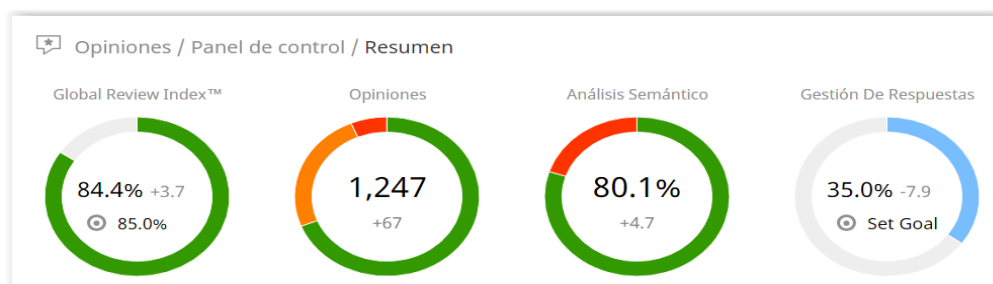 Opiniones / Panel de control / Resumen
Global Review Index™
84.4% +3.7
85.0%
Opiniones
1,247
+67
Análisis Semántico
80.1%
+4.7
Gestión De Respuestas
35.0% -7.9
Set Goal